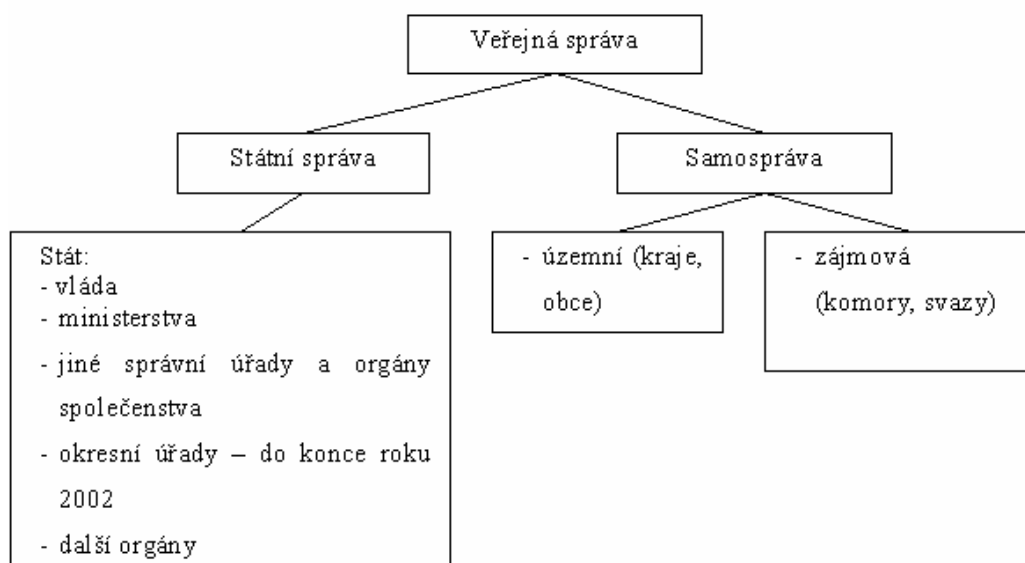 Veřejná správa
Státní správa
Samospráva
Stát:
- vláda
- ministerstva
- jiné správní úřady a orgány
společenstva
- okresní úřady – do konce roku
2002
- další orgány
- územní (kraje,
obce)
- zájmová
(komory, svazy)